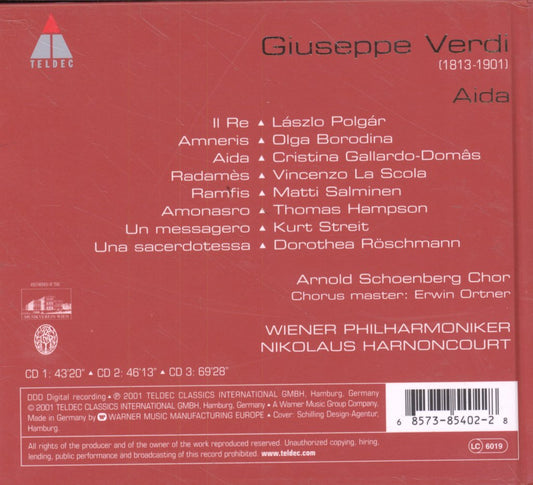 TELDEC
Giuseppe Verdi
(1813-1901)
Aida
Il Re ▲ Lászlo Polgár
Amneris ▲ Olga Borodina
Aida ▲ Cristina Gallardo-Domâs
Radamès ▲ Vincenzo La Scola
Ramfis ▲ Matti Salminen
Amonasro ▲ Thomas Hampson
Un messagero ▲ Kurt Streit
Una sacerdotessa ▲ Dorothea Röschmann
Arnold Schoenberg Chor
Chorus master: Erwin Ortner
MUSIKVEREIN WIEN
WIENER PHILHARMONIKER
NIKOLAUS HARNONCOURT
CD 1: 43'20" ▲ CD 2: 46'13" ▲ CD 3: 69'28"
DDD Digital recording • ℗ 2001 TELDEC CLASSICS INTERNATIONAL GMBH, Hamburg, Germany
© 2001 TELDEC CLASSICS INTERNATIONAL GMBH, Hamburg, Germany • A Warner Music Group Company.
Made in Germany by WARNER MUSIC MANUFACTURING EUROPE • Cover: Schilling Design-Agentur,
Hamburg.
6 85738-5402-2 8
All rights of the producer and of the owner of the work reproduced reserved. Unauthorized copying, hiring,
lending, public performance and broadcasting of this record prohibited. www.teldec.com
LC 6019